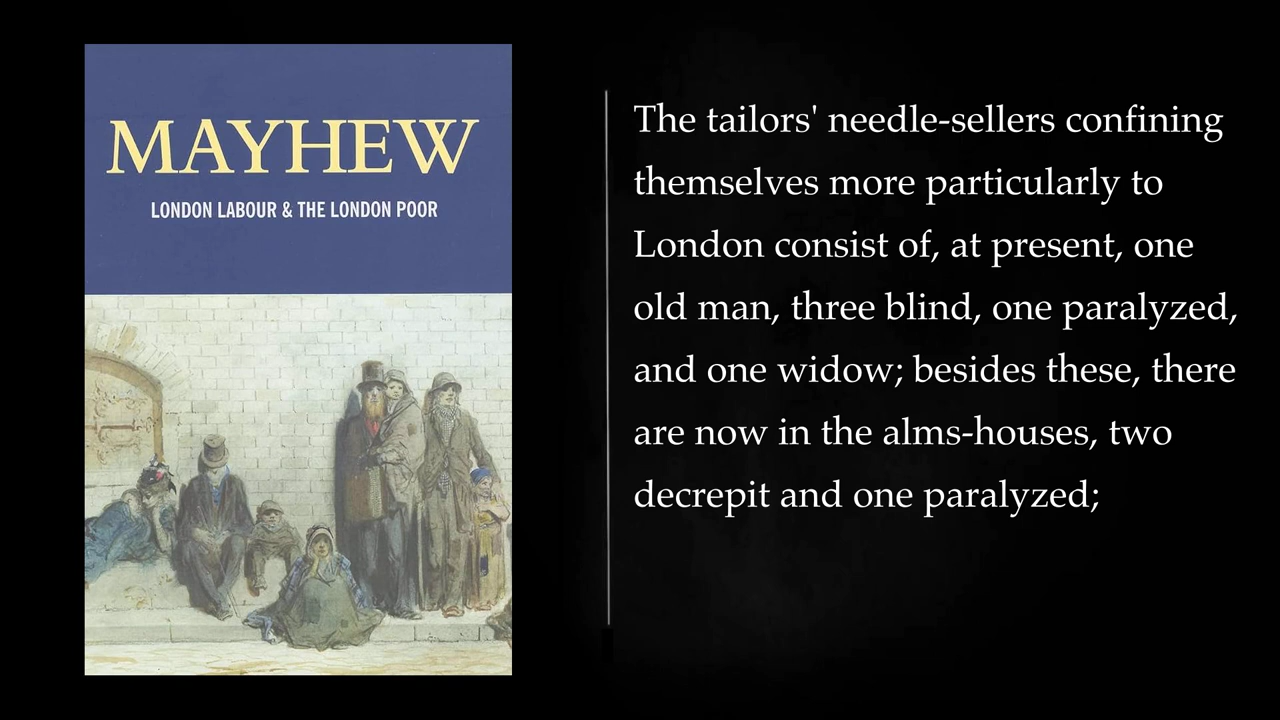 MAYHEW
LONDON LABOUR & THE LONDON POOR
The tailors' needle-sellers confining
themselves more particularly to
London consist of, at present, one
old man, three blind, one paralyzed,
and one widow; besides these, there
are now in the alms-houses, two
decrepit and one paralyzed;